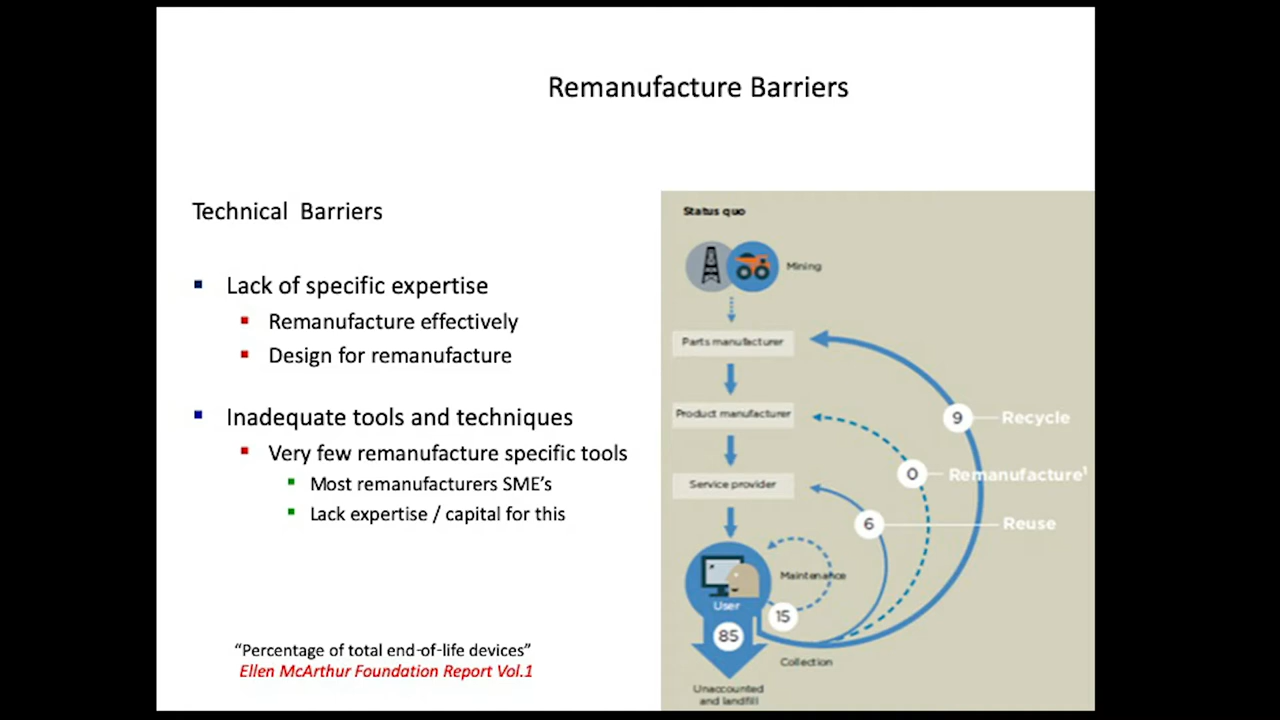 Remanufacture Barriers
Technical Barriers
Lack of specific expertise
Remanufacture effectively
Design for remanufacture
Inadequate tools and techniques
Very few remanufacture specific tools
Most remanufacturers SME's
Lack expertise / capital for this
"Percentage of total end-of-life devices"
Ellen McArthur Foundation Report Vol.1
Status quo
Mining
Parts manufacturer
Product manufacturer
9 Recycle
0 Remanufacture¹
Service provider
6 Reuse
Maintenance
User
15
85
Collection
Unaccounted
and landfill